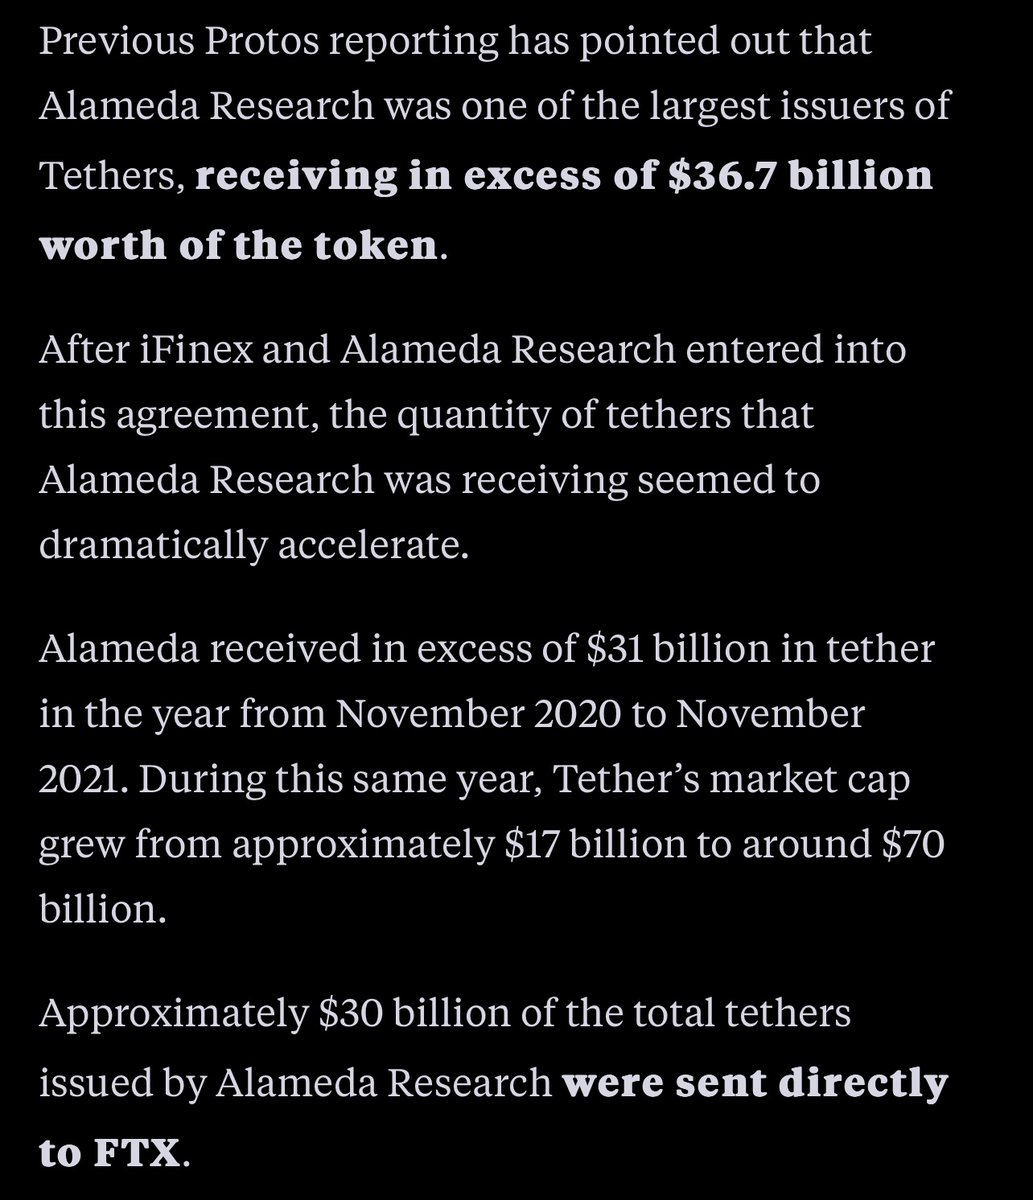 Previous Protos reporting has pointed out that
Alameda Research was one of the largest issuers of
Tethers, receiving in excess of $36.7 billion
worth of the token.
After iFinex and Alameda Research entered into
this agreement, the quantity of tethers that
Alameda Research was receiving seemed to
dramatically accelerate.
Alameda received in excess of $31 billion in tether
in the year from November 2020 to November
2021. During this same year, Tether’s market cap
grew from approximately $17 billion to around $70
billion.
Approximately $30 billion of the total tethers
issued by Alameda Research were sent directly
to FTX.